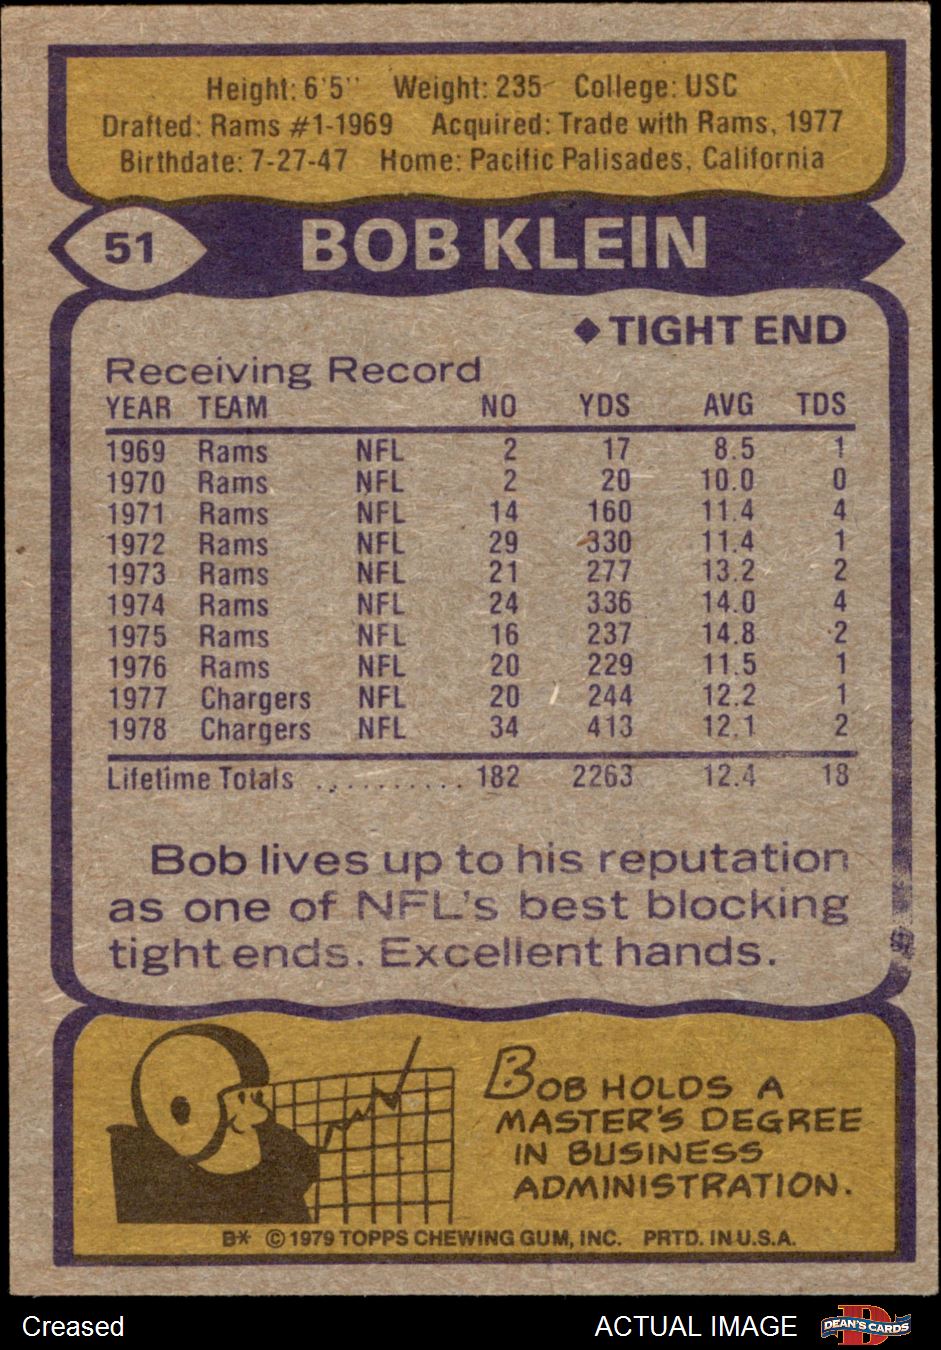 Height: 6'5'' Weight: 235 College: USC
Drafted: Rams #1-1969 Acquired: Trade with Rams, 1977
Birthdate: 7-27-47 Home: Pacific Palisades, California
51 BOB KLEIN
◆ TIGHT END
Receiving Record
YEAR TEAM NO YDS AVG TDS
1969 Rams NFL 2 17 8.5 1
1970 Rams NFL 2 20 10.0 0
1971 Rams NFL 14 160 11.4 4
1972 Rams NFL 29 330 11.4 1
1973 Rams NFL 21 277 13.2 2
1974 Rams NFL 24 336 14.0 4
1975 Rams NFL 16 237 14.8 2
1976 Rams NFL 20 229 11.5 1
1977 Chargers NFL 20 244 12.2 1
1978 Chargers NFL 34 413 12.1 2
Lifetime Totals .......... 182 2263 12.4 18
Bob lives up to his reputation
as one of NFL's best blocking
tight ends. Excellent hands.
BOB HOLDS A
MASTER'S DEGREE
IN BUSINESS
ADMINISTRATION.
B* © 1979 TOPPS CHEWING GUM, INC. PRTD. IN U.S.A.
Creased ACTUAL IMAGE D DEAN'S CARDS